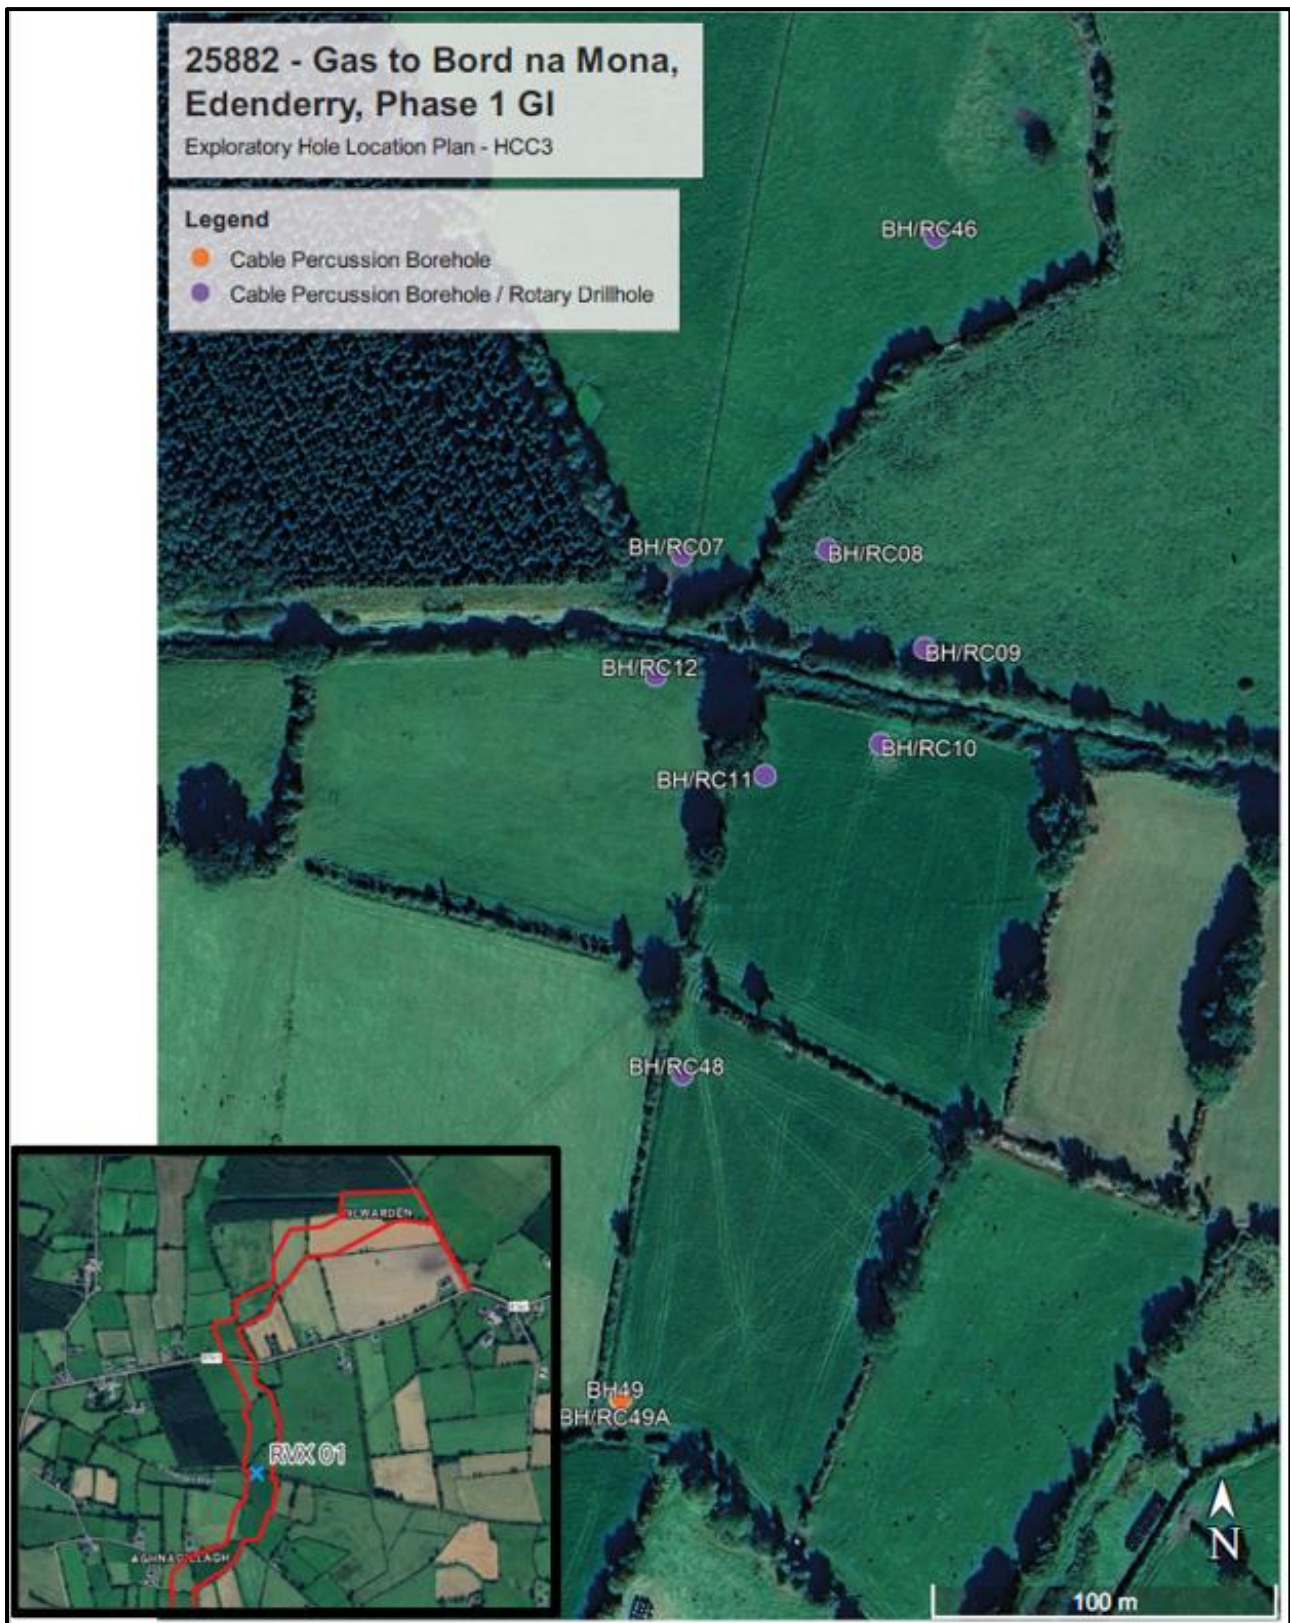 25882 - Gas to Bord na Mona,
Edenderry, Phase 1 GI
Exploratory Hole Location Plan - HCC3
Legend
Cable Percussion Borehole
Cable Percussion Borehole / Rotary Drillhole
BH/RC46
BH/RC07
BH/RC08
BH/RC12
BH/RC09
BH/RC10
BH/RC11
BH/RC48
BH49
BH/RC49A
RVX 01
AGHNAGILLAGH
N
100 m